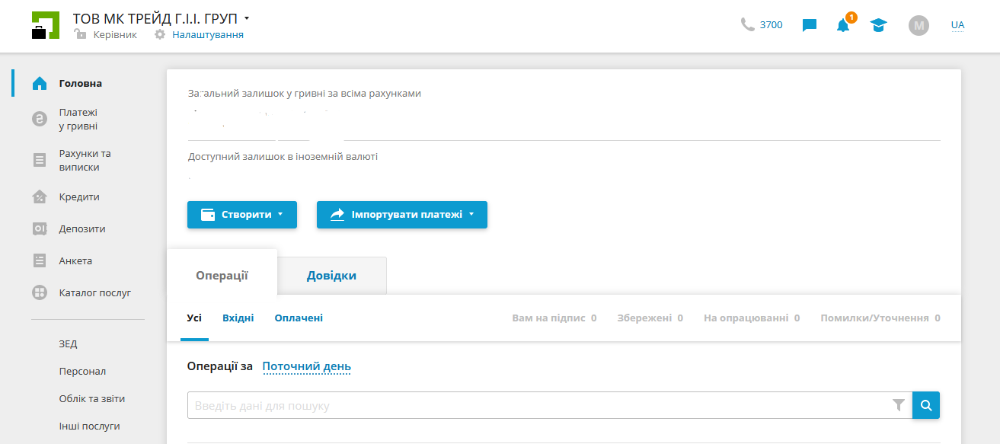 ТОВ МК ТРЕЙД Г.І.І. ГРУП
Керівник Налаштування
3700
1
M
UA
Головна
Платежі
у гривні
Рахунки та
виписки
Кредити
Депозити
Анкета
Каталог послуг
ЗЕД
Персонал
Облік та звіти
Інші послуги
Загальний залишок у гривні за всіма рахунками
Доступний залишок в іноземній валюті
Створити Імпортувати платежі
Операції Довідки
Усі Вхідні Оплачені Вам на підпис 0 Збережені 0 На опрацюванні 0 Помилки/Уточнення 0
Операції за Поточний день
Введіть дані для пошуку